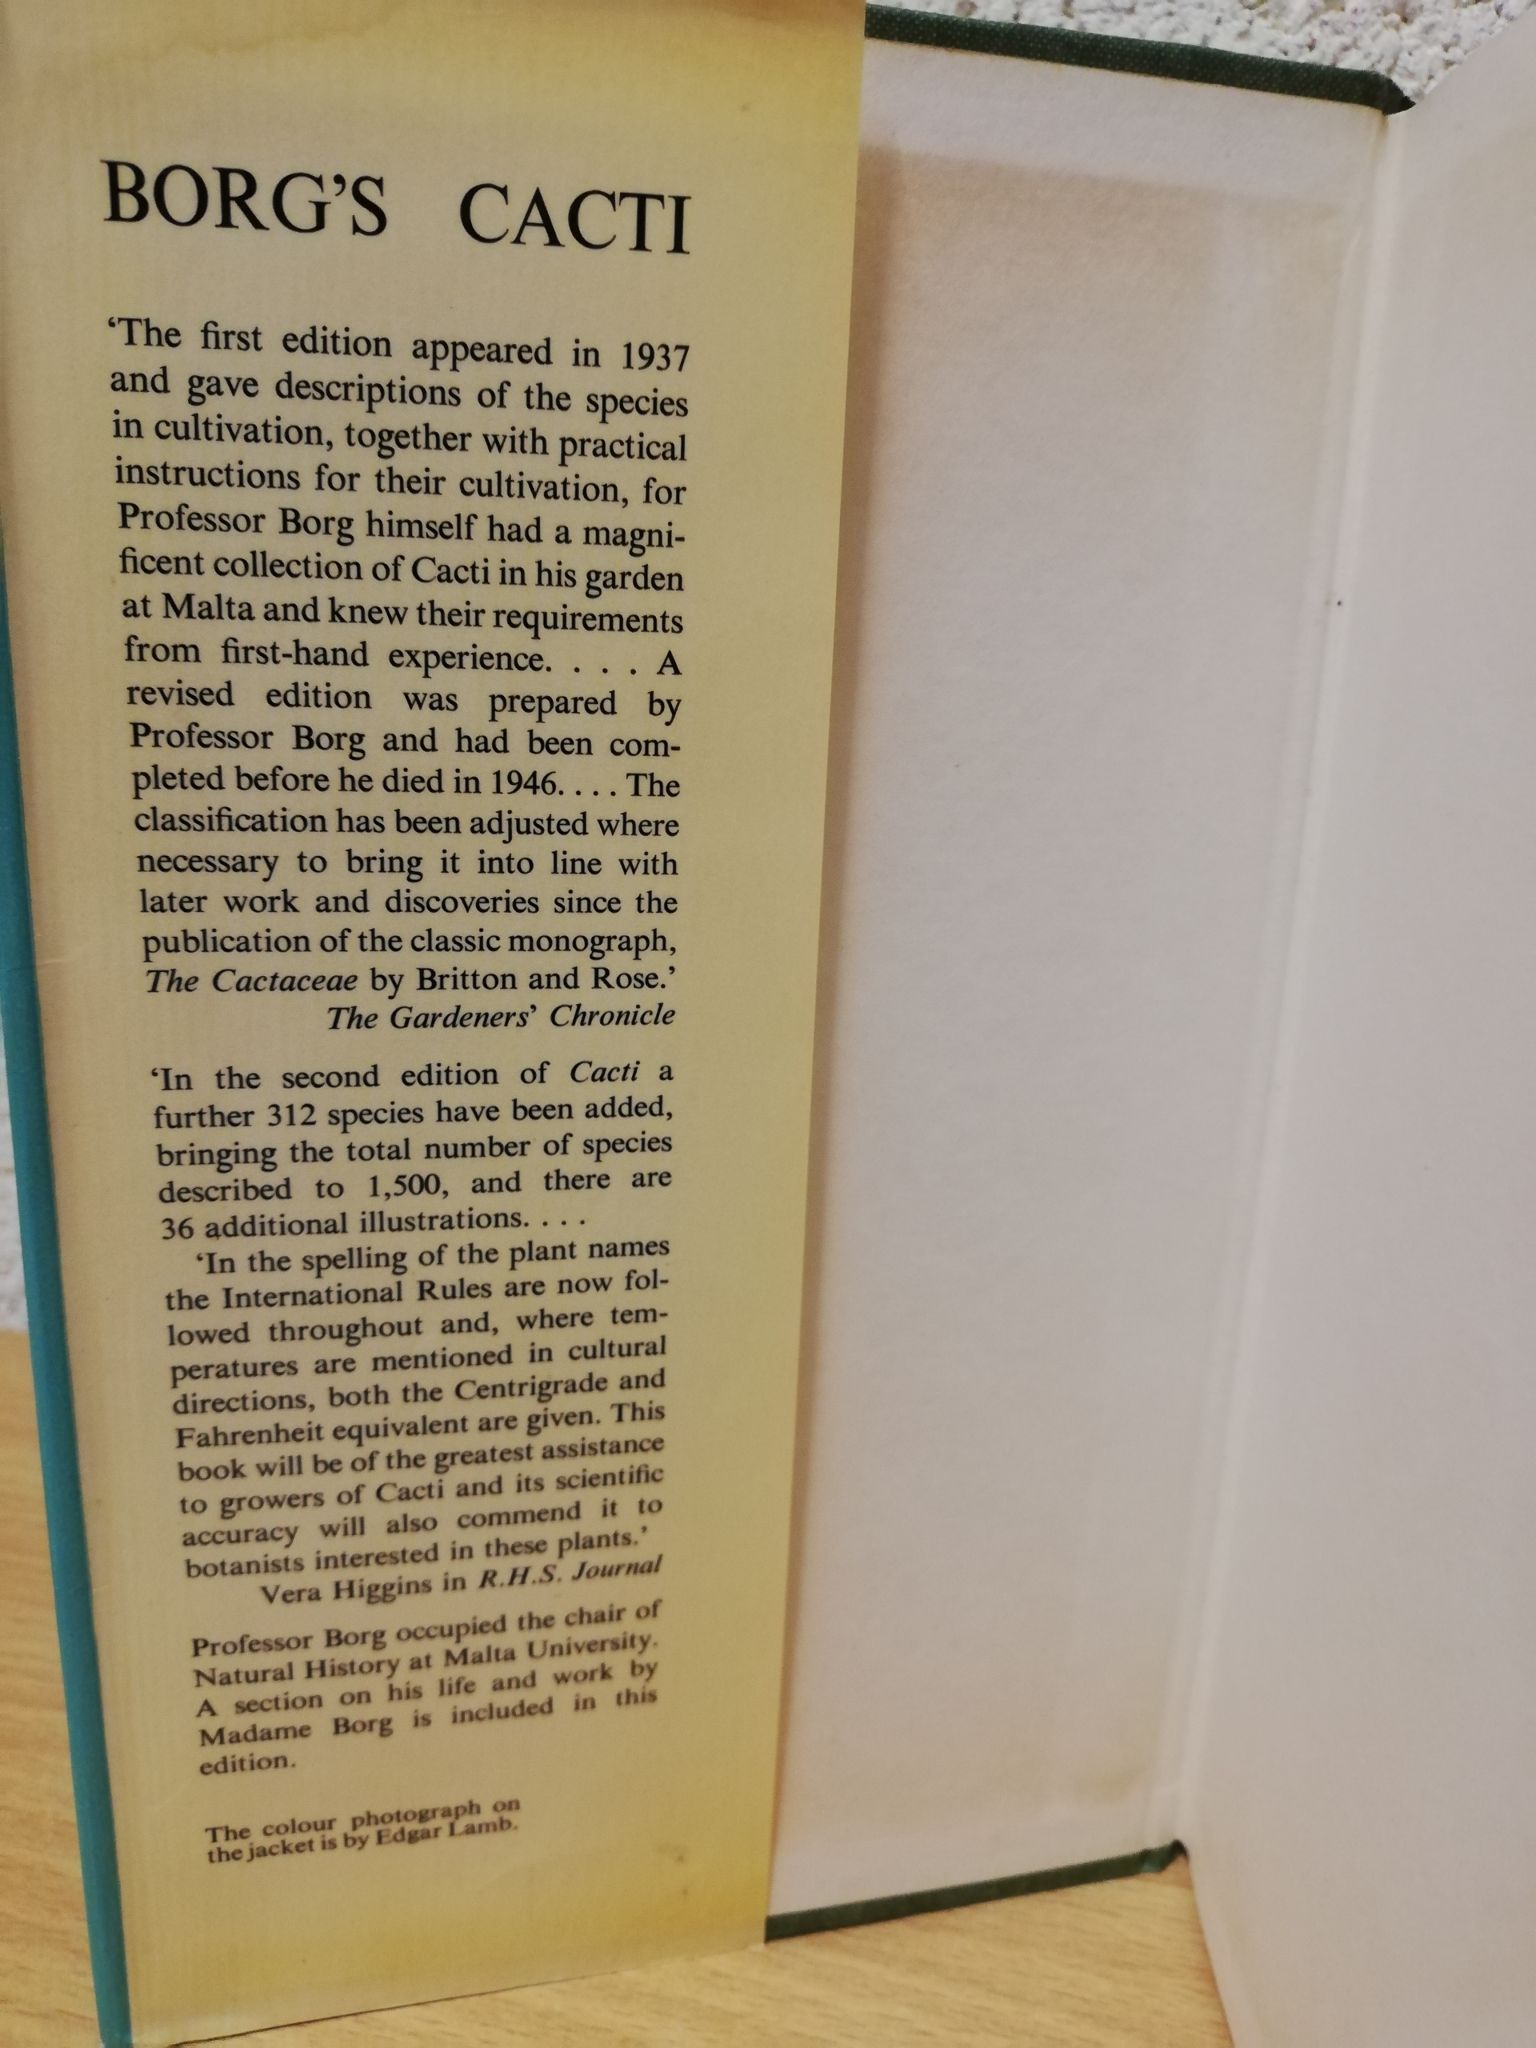 BORG'S CACTI
‘The first edition appeared in 1937
and gave descriptions of the species
in cultivation, together with practical
instructions for their cultivation, for
Professor Borg himself had a magni-
ficent collection of Cacti in his garden
at Malta and knew their requirements
from first-hand experience. . . . A
revised edition was prepared by
Professor Borg and had been com-
pleted before he died in 1946. . . . The
classification has been adjusted where
necessary to bring it into line with
later work and discoveries since the
publication of the classic monograph,
The Cactaceae by Britton and Rose.’
The Gardeners’ Chronicle
‘In the second edition of Cacti a
further 312 species have been added,
bringing the total number of species
described to 1,500, and there are
36 additional illustrations. . . .
‘In the spelling of the plant names
the International Rules are now fol-
lowed throughout and, where tem-
peratures are mentioned in cultural
directions, both the Centrigrade and
Fahrenheit equivalent are given. This
book will be of the greatest assistance
to growers of Cacti and its scientific
accuracy will also commend it to
botanists interested in these plants.’
Vera Higgins in R.H.S. Journal
Professor Borg occupied the chair of
Natural History at Malta University.
A section on his life and work by
Madame Borg is included in this
edition.
The colour photograph on
the jacket is by Edgar Lamb.